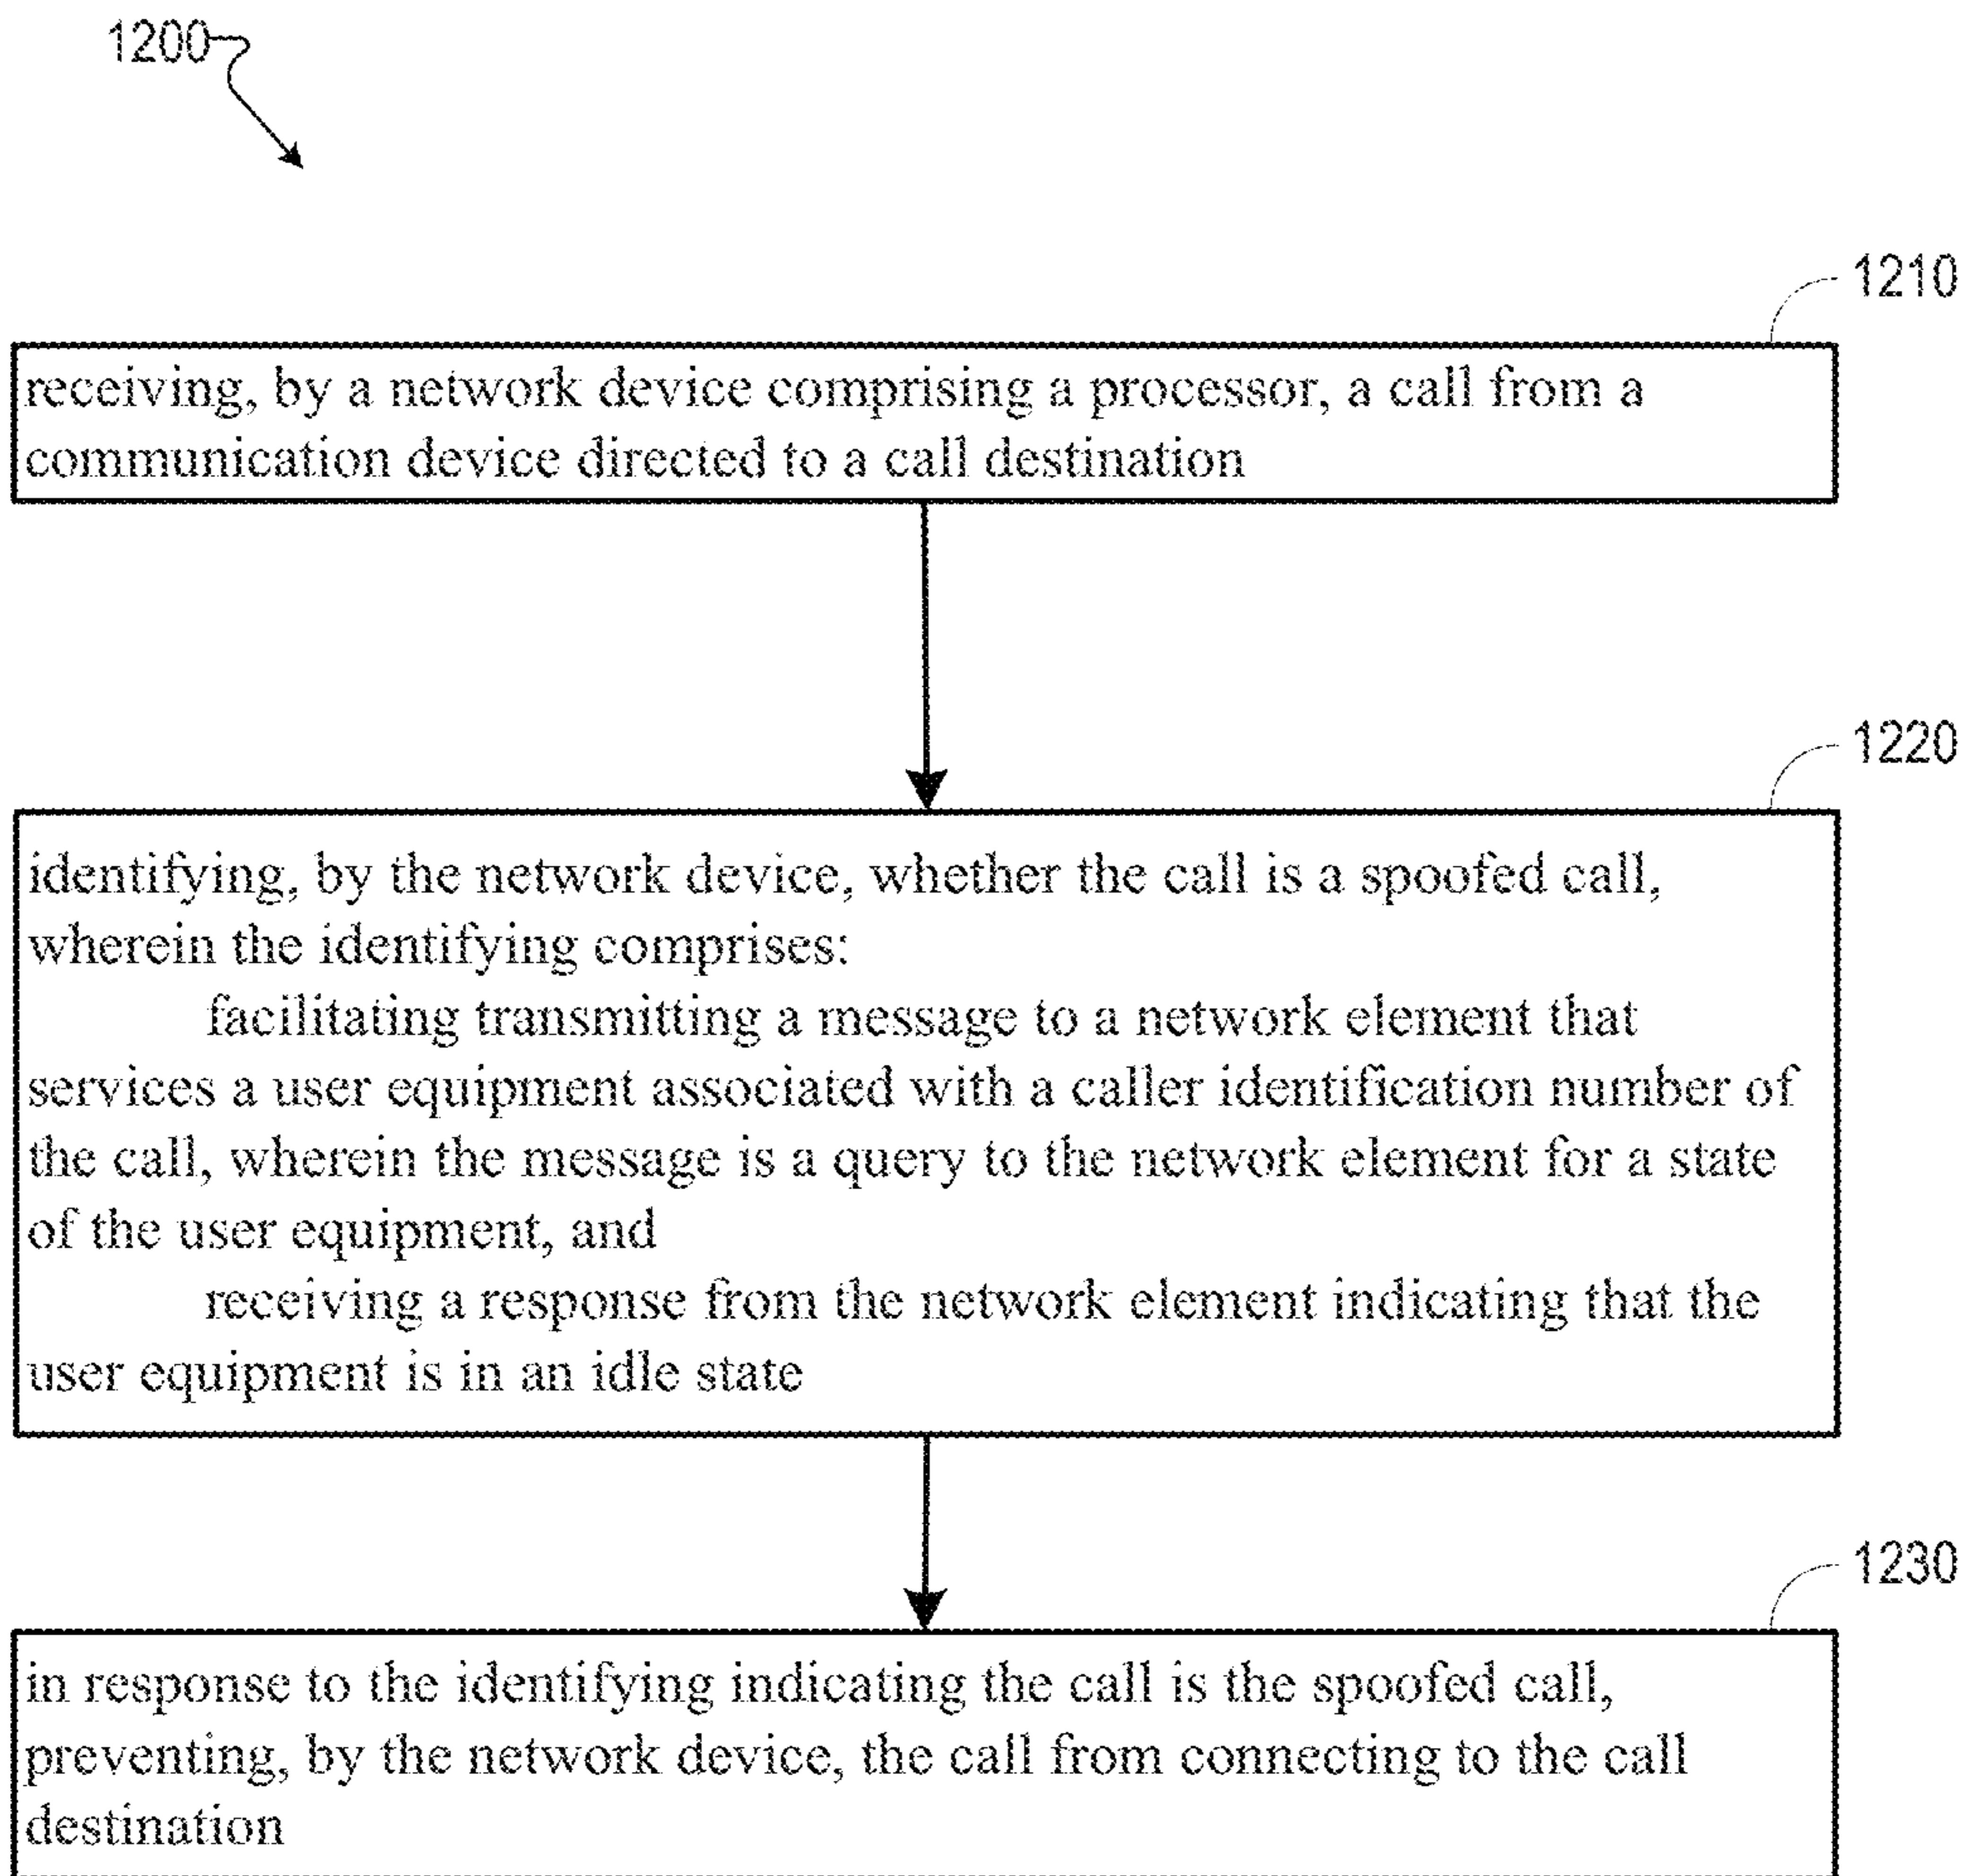 1200
1210
receiving, by a network device comprising a processor, a call from a
communication device directed to a call destination
1220
identifying, by the network device, whether the call is a spoofed call,
wherein the identifying comprises:
facilitating transmitting a message to a network element that
services a user equipment associated with a caller identification number of
the call, wherein the message is a query to the network element for a state
of the user equipment, and
receiving a response from the network element indicating that the
user equipment is in an idle state
1230
in response to the identifying indicating the call is the spoofed call,
preventing, by the network device, the call from connecting to the call
destination